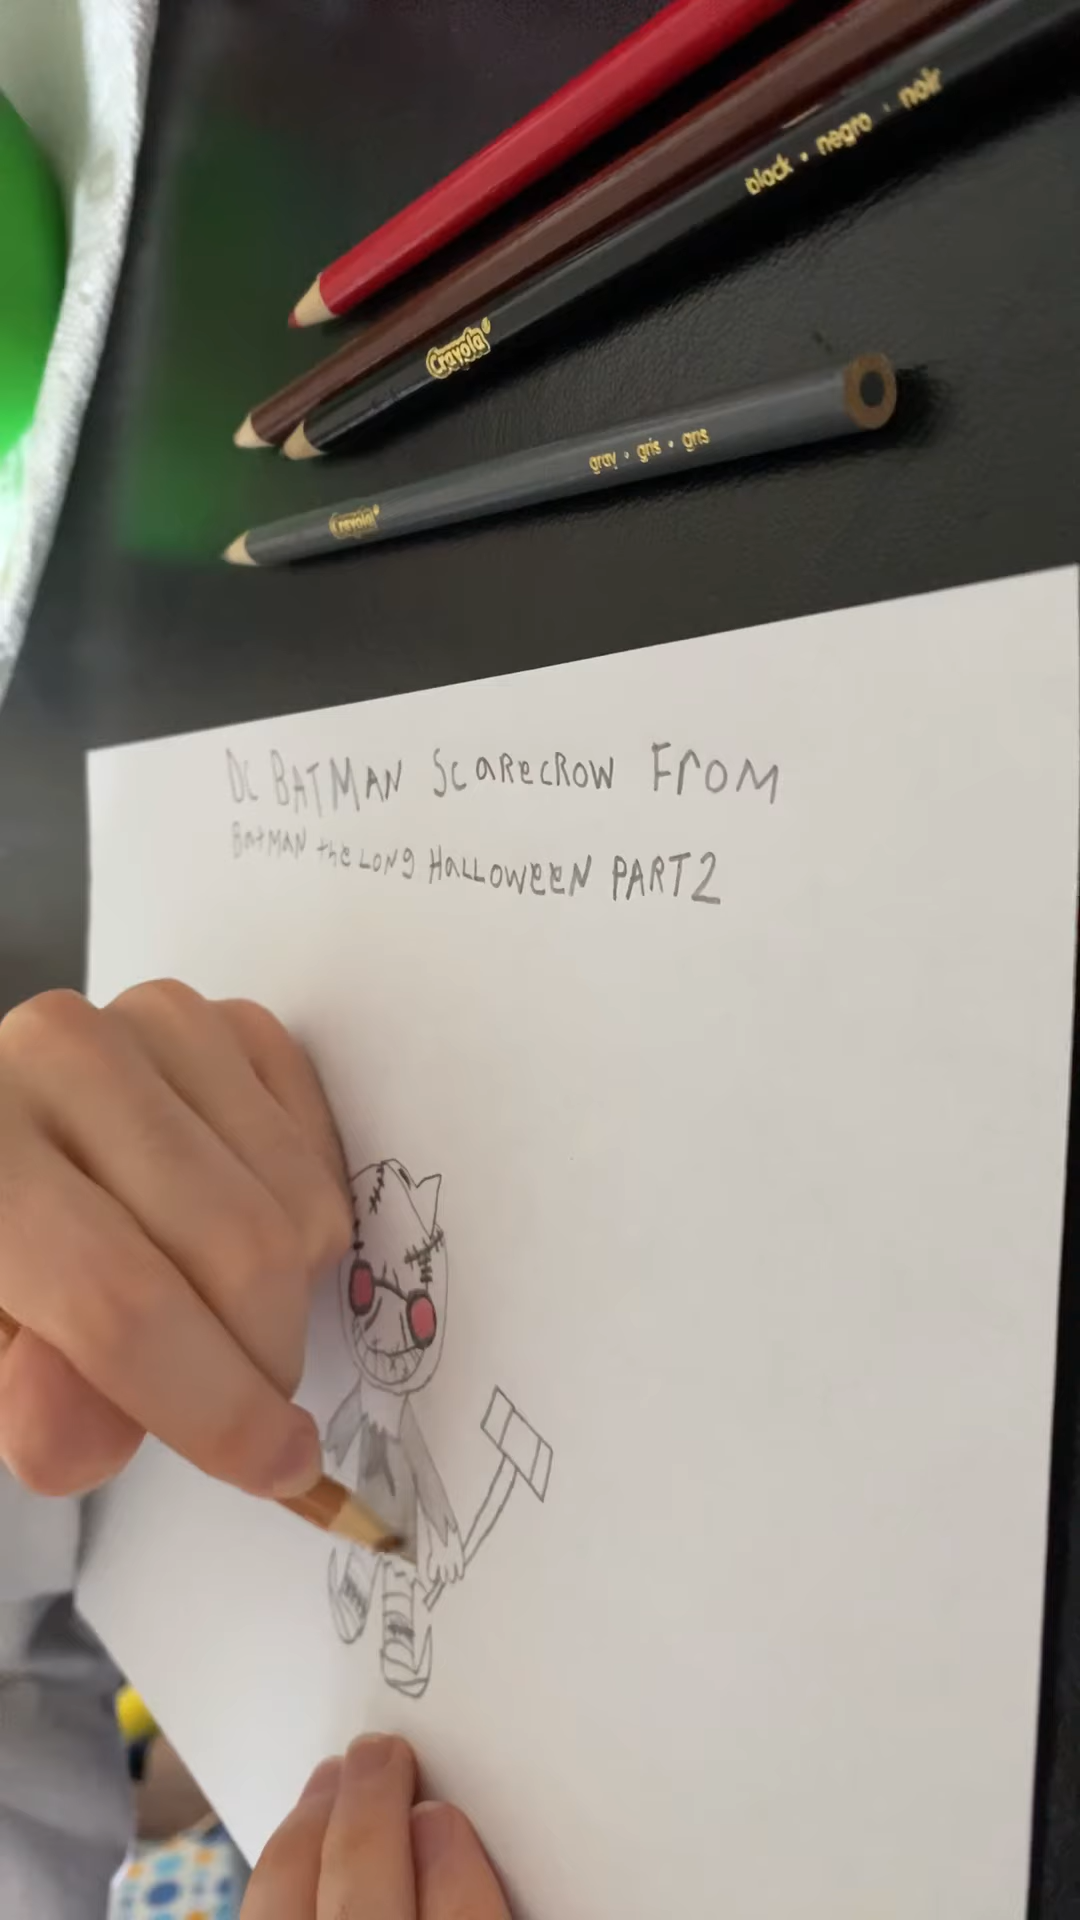 black • negro • noir
Crayola
gray • gris • gris
Crayola
DC BATMAN ScaReCROW FrOM
BatMAN the LONg HALLOWeeN PART2